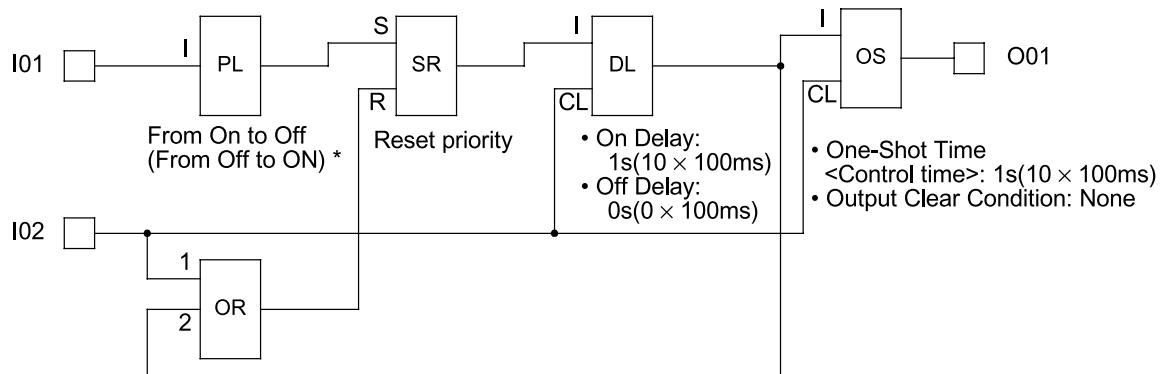 S
I
I
I01
I
PL
SR
DL
OS
O01
R
CL
CL
From On to Off
(From Off to ON) *
Reset priority
• On Delay:
1s(10 × 100ms)
• Off Delay:
0s(0 × 100ms)
• One-Shot Time
<Control time>: 1s(10 × 100ms)
• Output Clear Condition: None
I02
1
OR
2